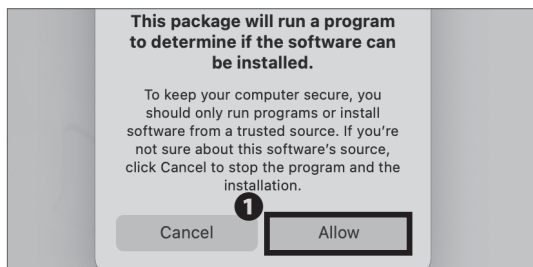 This package will run a program
to determine if the software can
be installed.
To keep your computer secure, you
should only run programs or install
software from a trusted source. If you're
not sure about this software's source,
click Cancel to stop the program and the
installation.
1
Cancel
Allow